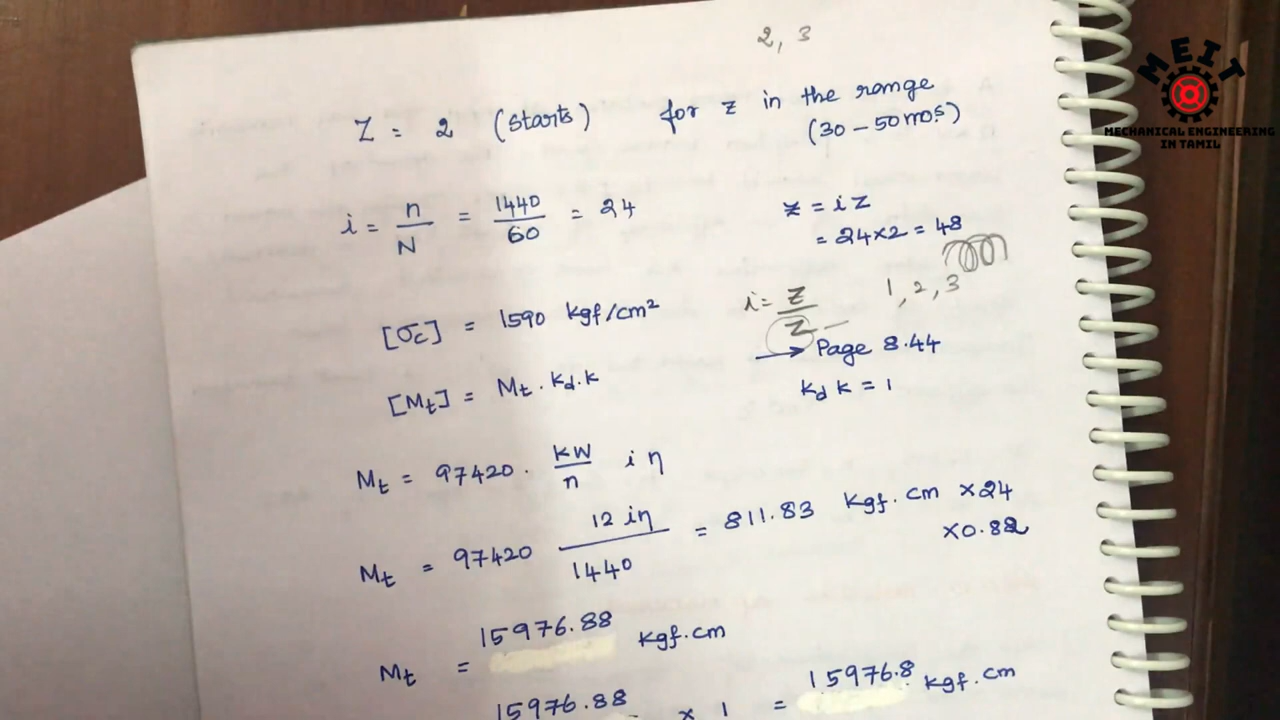 2, 3
Z = 2 (starts) for z in the range
(30 - 50 nos)
i = n/N = 1440/60 = 24
z = i Z
= 24×2 = 48
i = z/Z
1, 2, 3
[σc] = 1590 kgf/cm²
→ Page 8.44
[Mt] = Mt . kd . k
kd k = 1
Mt = 97420 . kW/n i η
Mt = 97420 12 iη/1440 = 811.83 kgf.cm ×24
×0.82
Mt = 15976.88 kgf.cm
15976.88 × 1 = 15976.8 kgf.cm
MEIT
MECHANICAL ENGINEERING
IN TAMIL